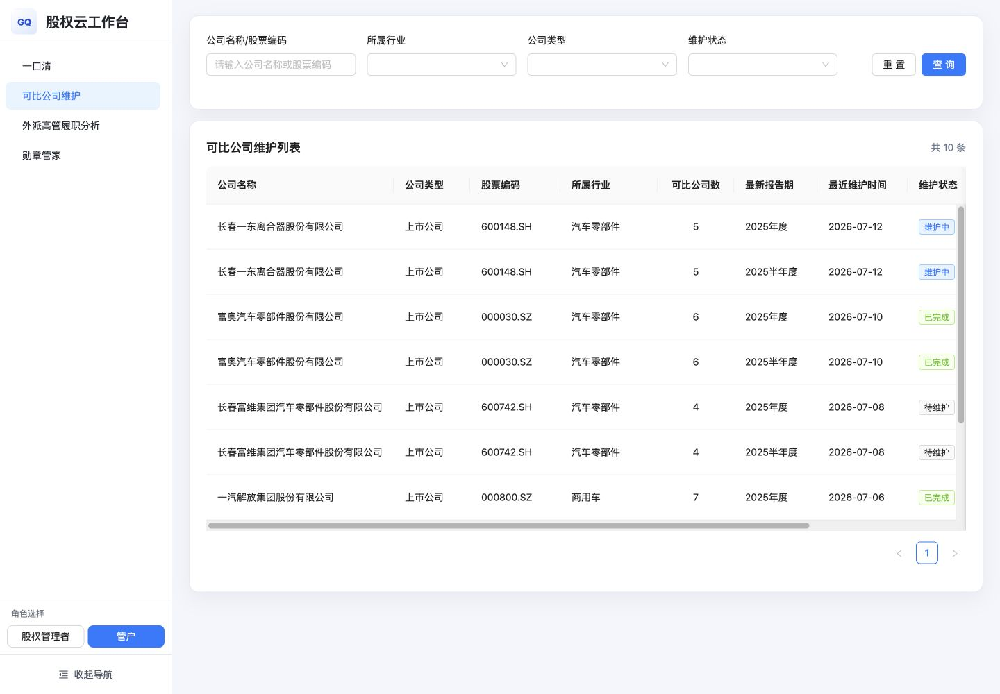 GQ 股权云工作台
一口清
可比公司维护
外派高管履职分析
勋章管家
角色选择
股权管理者 管户
收起导航
公司名称/股票编码 所属行业 公司类型 维护状态
请输入公司名称或股票编码 重 置 查 询
可比公司维护列表 共 10 条
公司名称 公司类型 股票编码 所属行业 可比公司数 最新报告期 最近维护时间 维护状态
长春一东离合器股份有限公司 上市公司 600148.SH 汽车零部件 5 2025年度 2026-07-12 维护中
长春一东离合器股份有限公司 上市公司 600148.SH 汽车零部件 5 2025半年度 2026-07-12 维护中
富奥汽车零部件股份有限公司 上市公司 000030.SZ 汽车零部件 6 2025年度 2026-07-10 已完成
富奥汽车零部件股份有限公司 上市公司 000030.SZ 汽车零部件 6 2025半年度 2026-07-10 已完成
长春富维集团汽车零部件股份有限公司 上市公司 600742.SH 汽车零部件 4 2025年度 2026-07-08 待维护
长春富维集团汽车零部件股份有限公司 上市公司 600742.SH 汽车零部件 4 2025半年度 2026-07-08 待维护
一汽解放集团股份有限公司 上市公司 000800.SZ 商用车 7 2025年度 2026-07-06 已完成
1